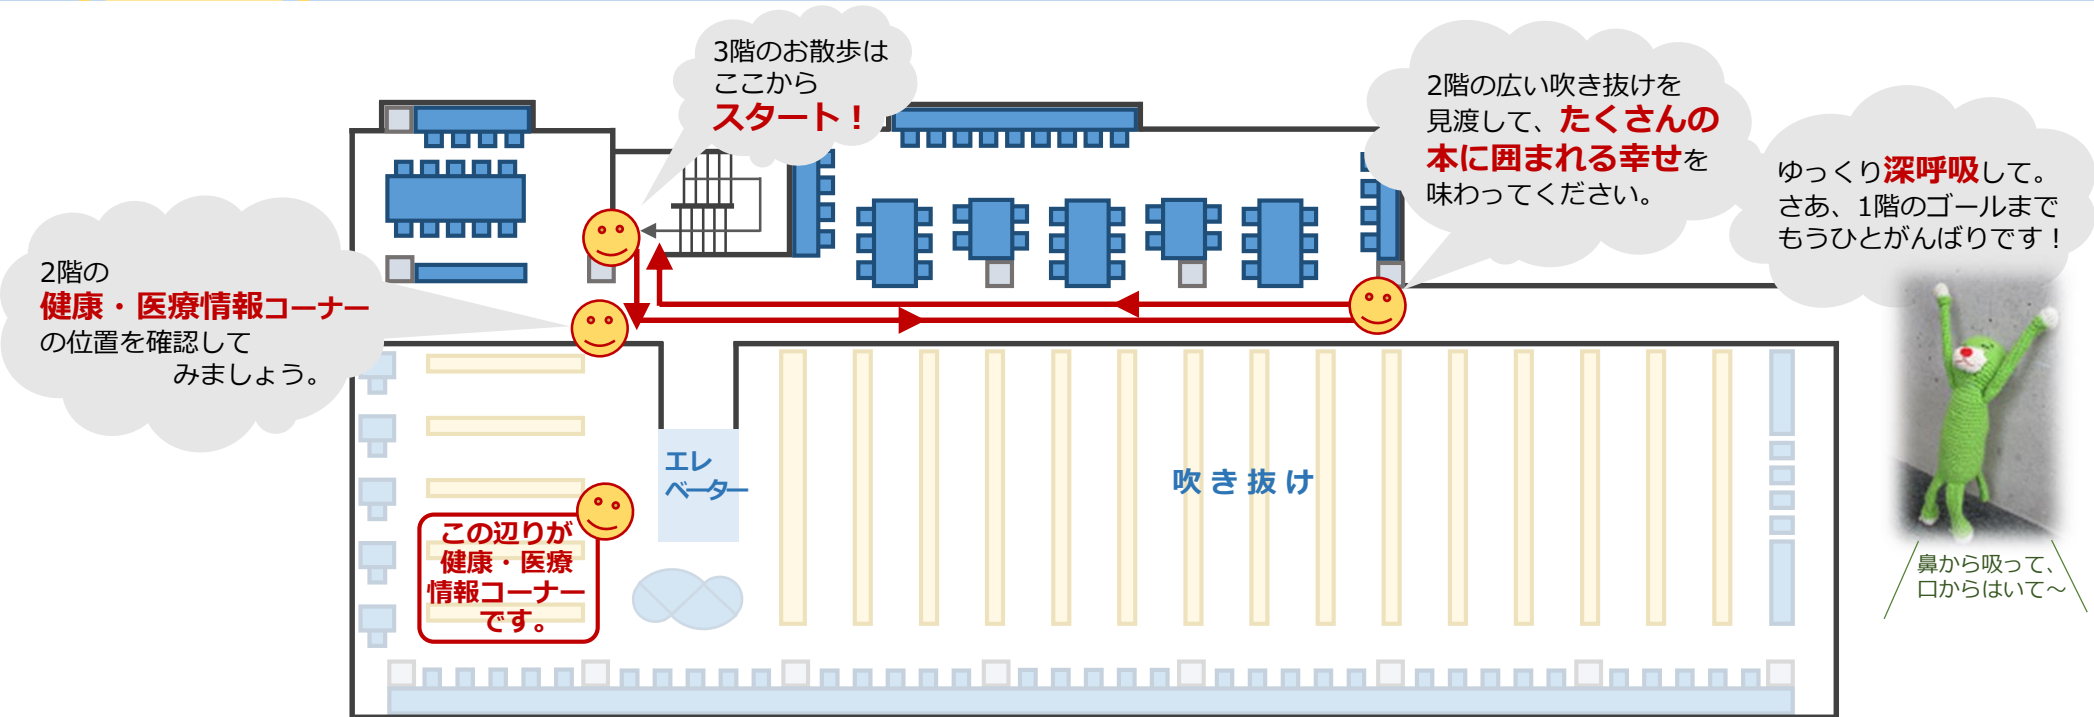 3階のお散歩は
ここから
スタート！
2階の広い吹き抜けを
見渡して、たくさんの
本に囲まれる幸せを
味わってください。
ゆっくり深呼吸して。
さあ、1階のゴールまで
もうひとがんばりです！
2階の
健康・医療情報コーナー
の位置を確認して
みましょう。
エレ
ベーター
吹き抜け
この辺りが
健康・医療
情報コーナー
です。
鼻から吸って、
口からはいて～